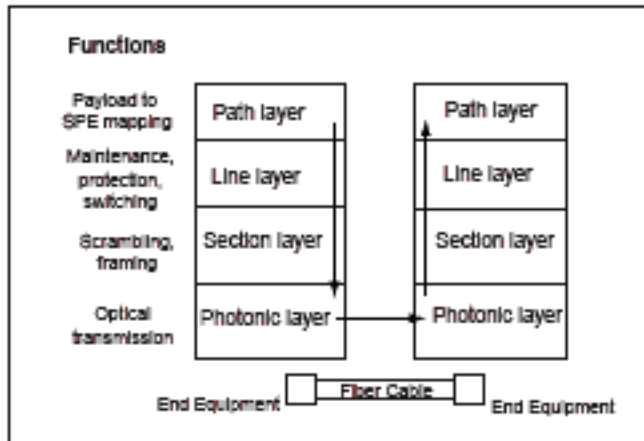 Functions
Payload to
SPE mapping
Path layer
Path layer
Maintenance,
protection,
switching
Line layer
Line layer
Scrambling,
framing
Section layer
Section layer
Optical
transmission
Photonic layer
Photonic layer
Fiber Cable
End Equipment
End Equipment